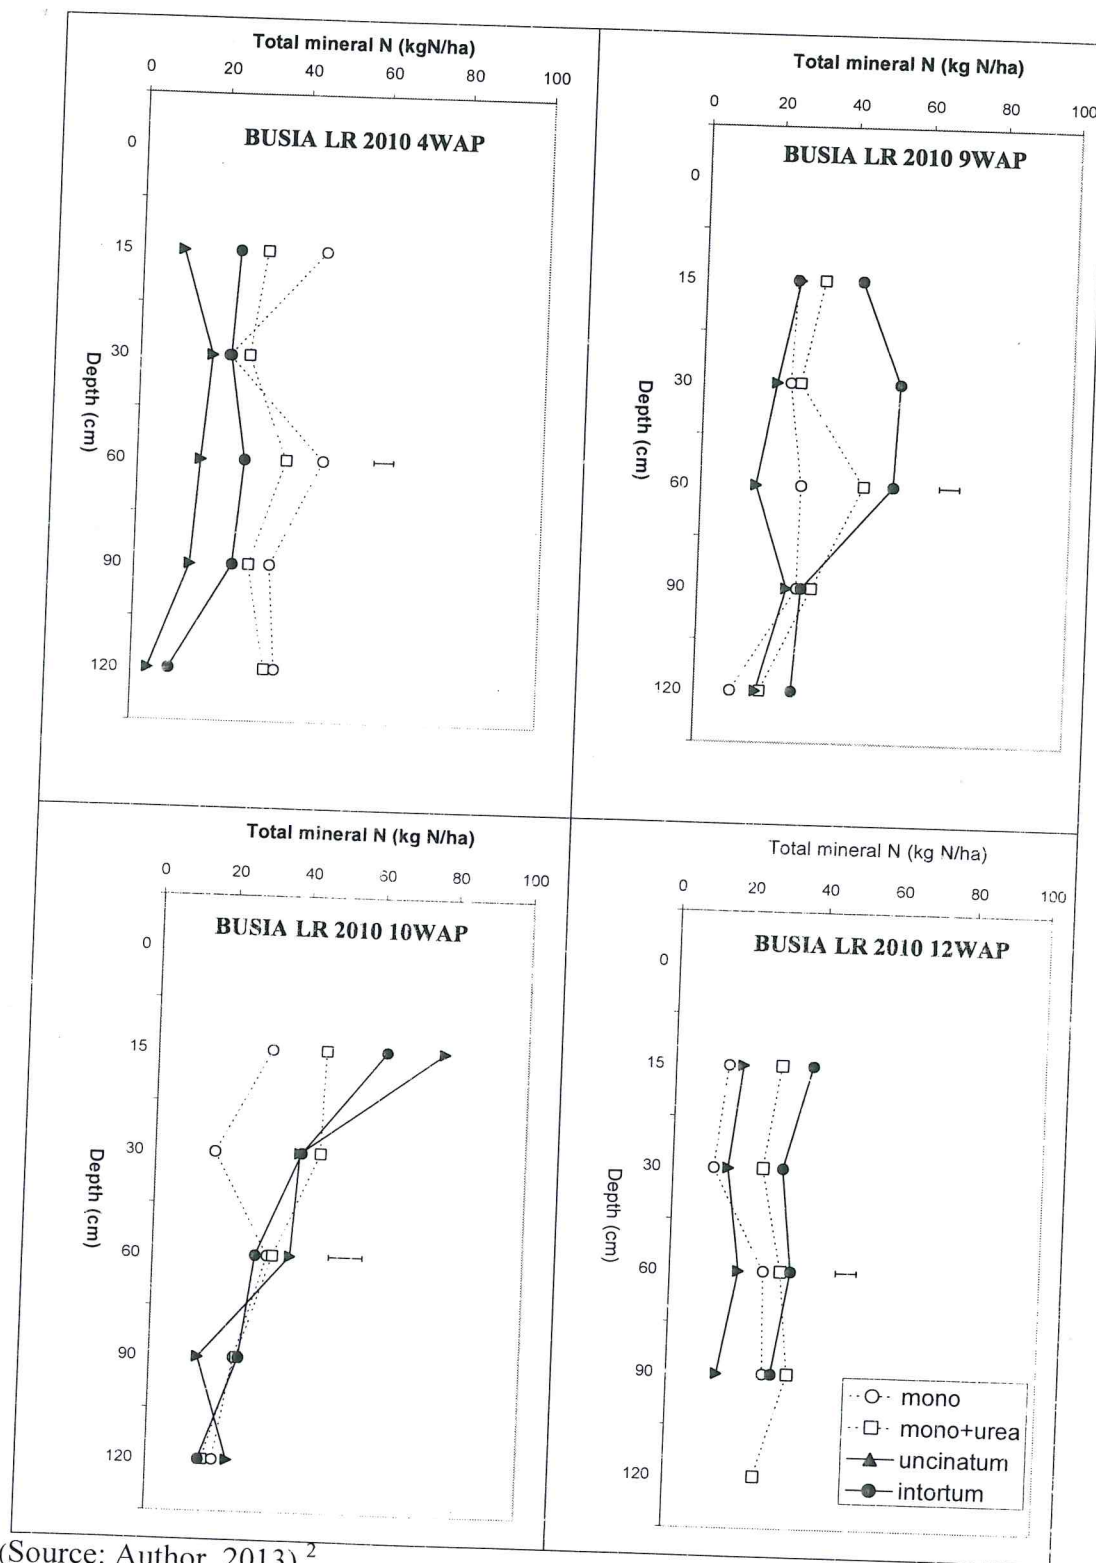 Total mineral N (kgN/ha)
0 20 40 60 80 100
BUSIA LR 2010 4WAP
0
15
30
60
90
120
Depth (cm)
Total mineral N (kg N/ha)
0 20 40 60 80 100
BUSIA LR 2010 9WAP
0
15
30
60
90
120
Depth (cm)
Total mineral N (kg N/ha)
0 20 40 60 80 100
BUSIA LR 2010 10WAP
0
15
30
60
90
120
Depth (cm)
Total mineral N (kg N/ha)
0 20 40 60 80 100
BUSIA LR 2010 12WAP
0
15
30
60
90
120
Depth (cm)
mono
mono+urea
uncinatum
intortum
(Source: Author, 2013) 2